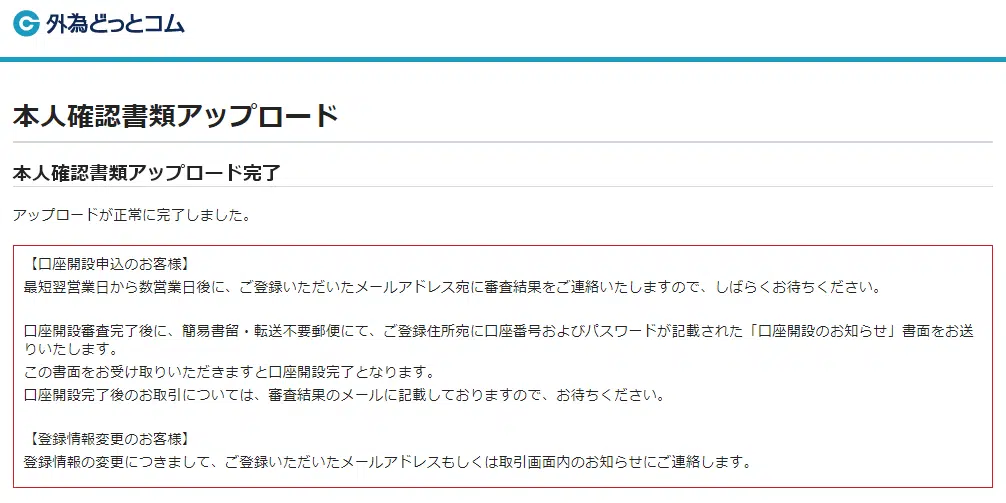 外為どっとコム
本人確認書類アップロード
本人確認書類アップロード完了
アップロードが正常に完了しました。
【口座開設申込のお客様】
最短翌営業日から数営業日後に、ご登録いただいたメールアドレス宛に審査結果をご連絡いたしますので、しばらくお待ちください。
口座開設審査完了後に、簡易書留・転送不要郵便にて、ご登録住所宛に口座番号およびパスワードが記載された「口座開設のお知らせ」書面をお送
りいたします。
この書面をお受け取りいただきますと口座開設完了となります。
口座開設完了後のお取引については、審査結果のメールに記載しておりますので、お待ちください。
【登録情報変更のお客様】
登録情報の変更につきまして、ご登録いただいたメールアドレスもしくは取引画面内のお知らせにご連絡します。